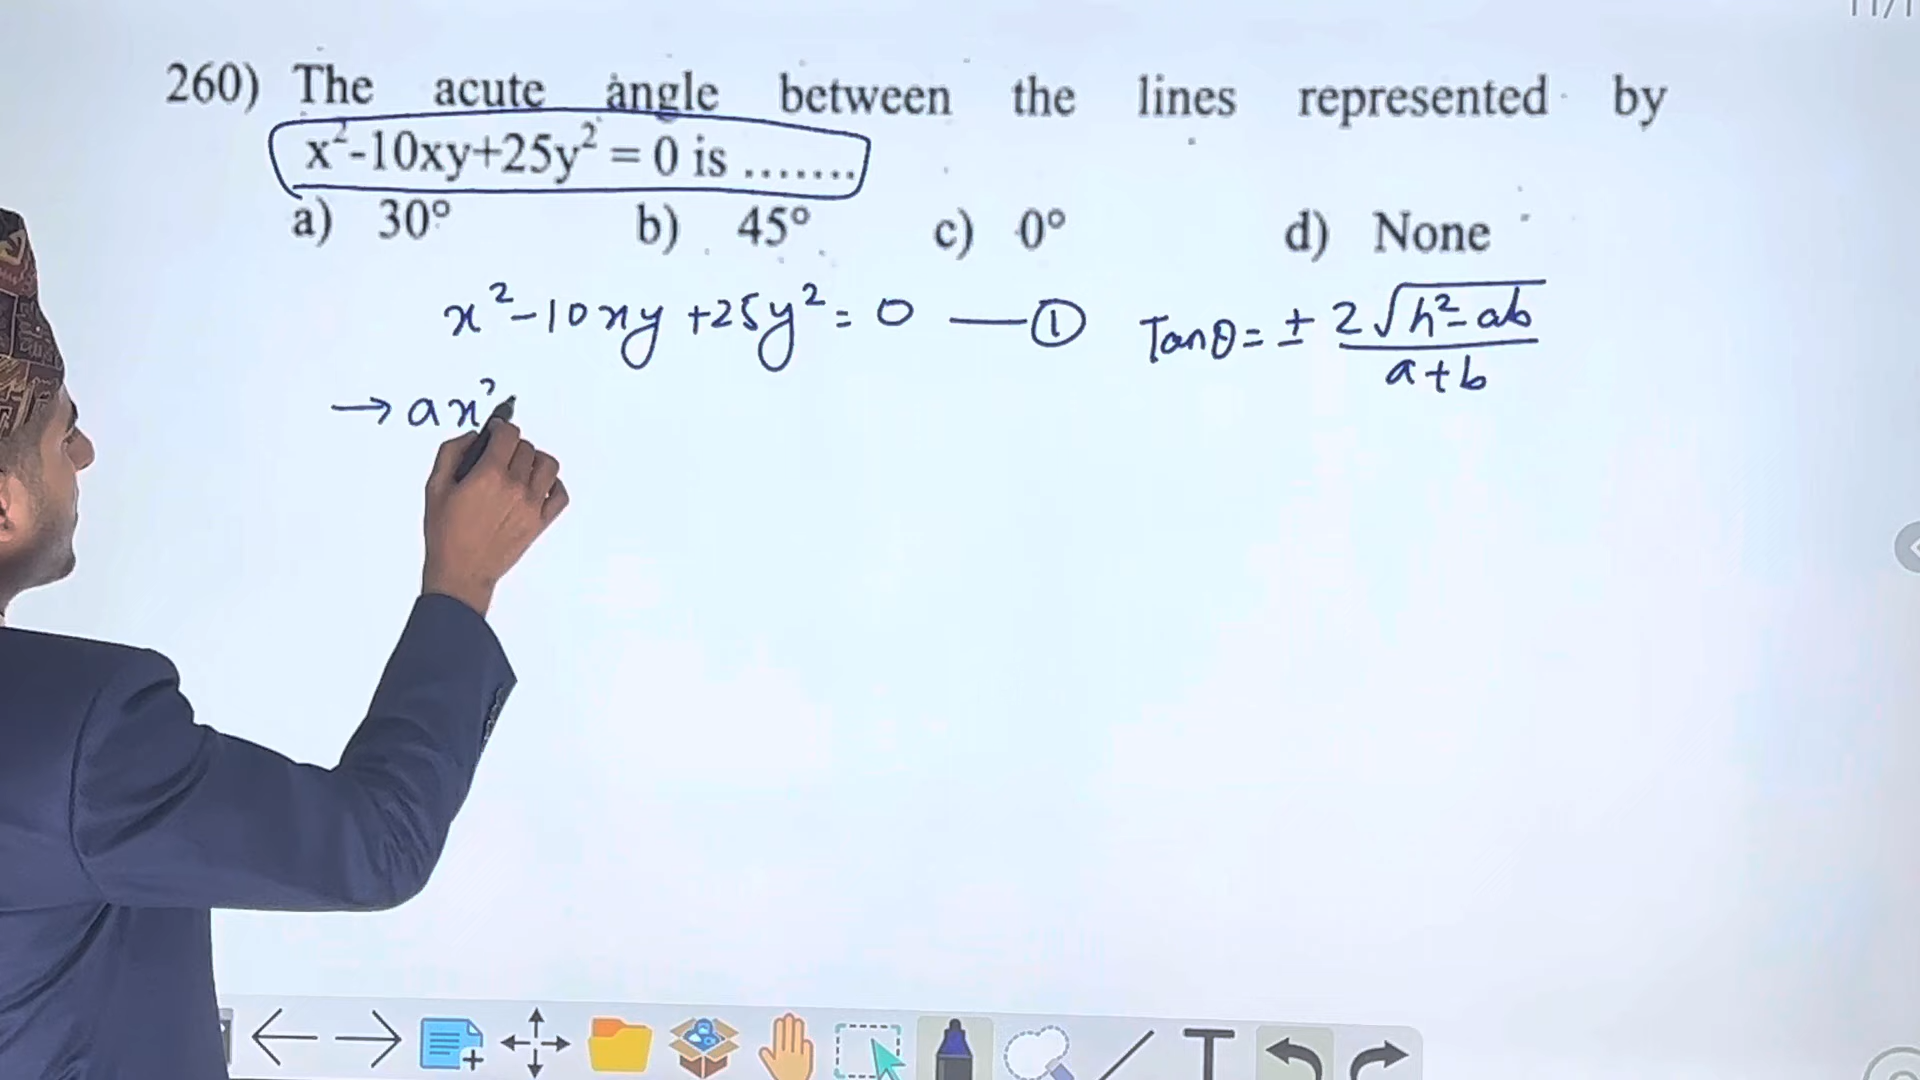 260) The acute angle between the lines represented by
x²-10xy+25y² = 0 is .......
a) 30° b) 45° c) 0° d) None
x² - 10xy + 25y² = 0 — ① Tanθ = ± 2√(h² - ab) / (a + b)
→ ax²
T